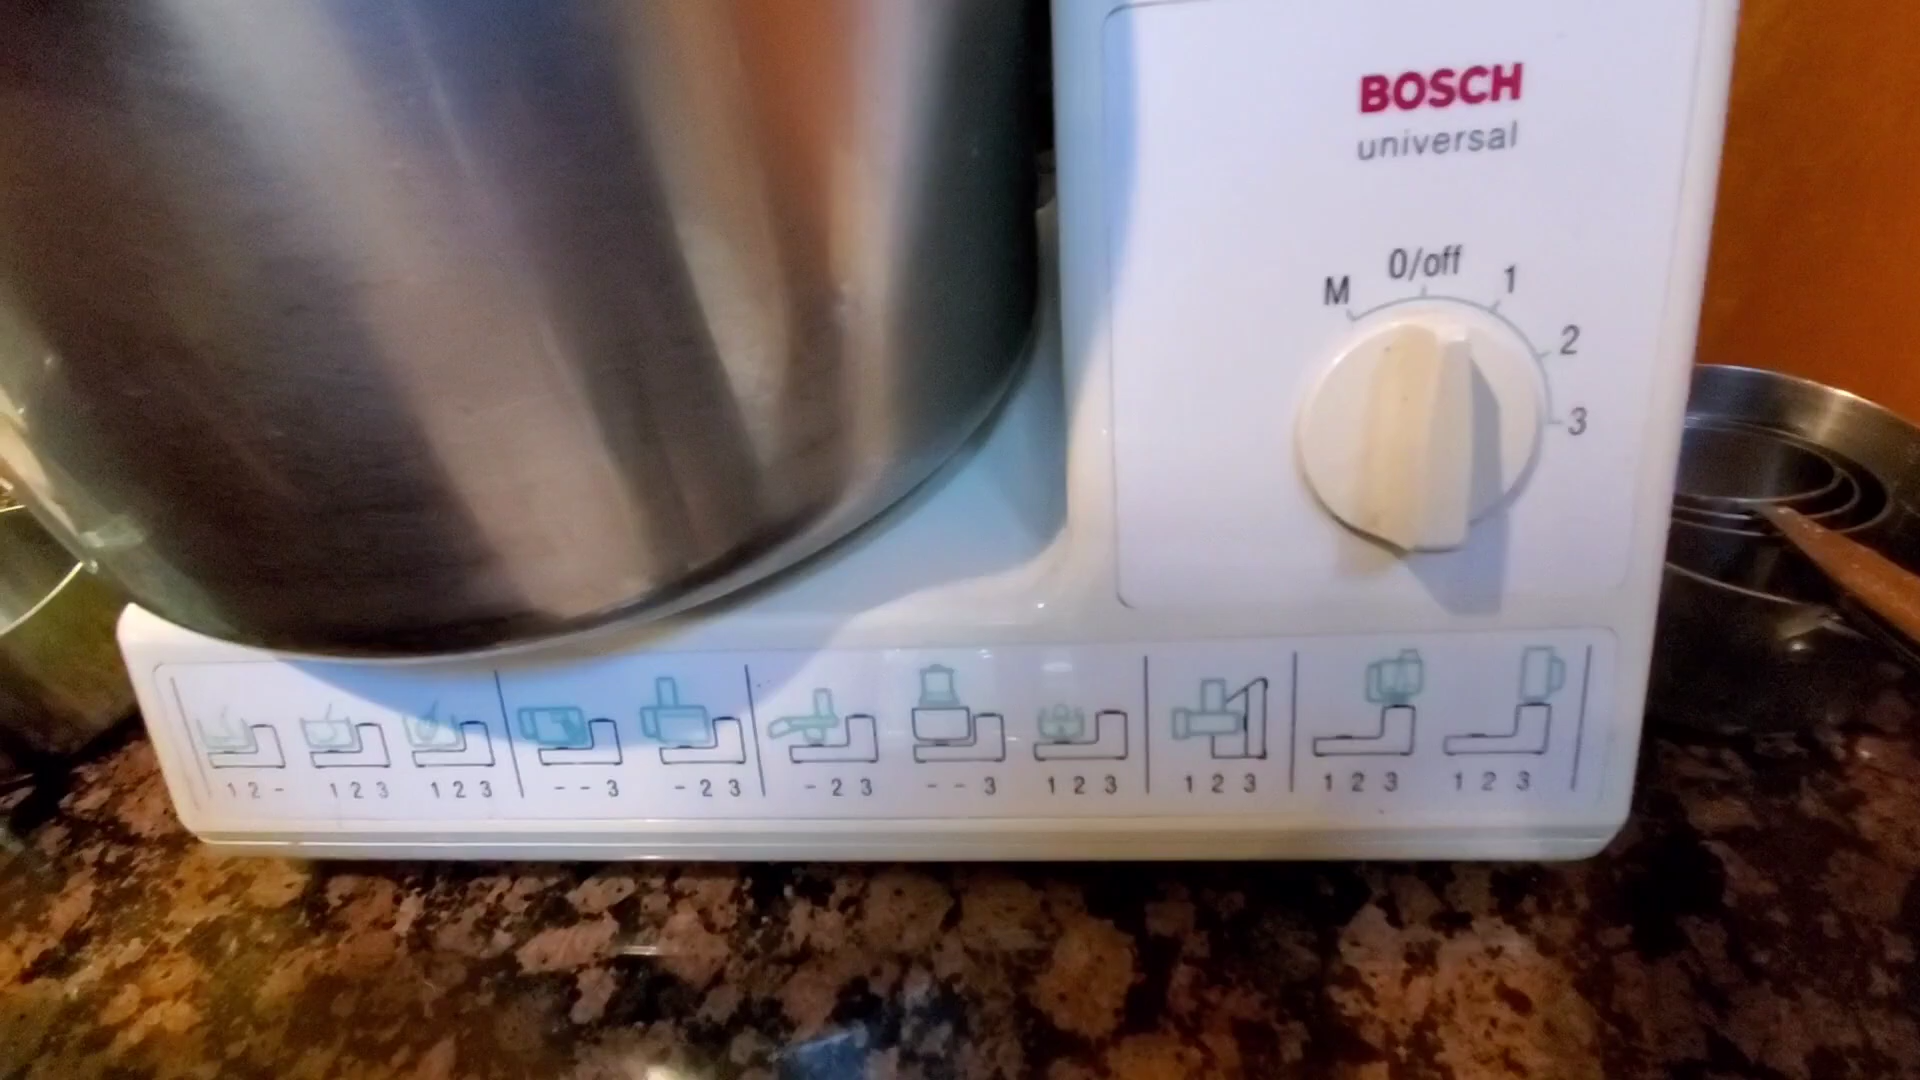 BOSCH
universal
M 0/off 1
2
3
1 2 - 1 2 3 1 2 3 - - 3 - 2 3 - 2 3 - - 3 1 2 3 1 2 3 1 2 3 1 2 3